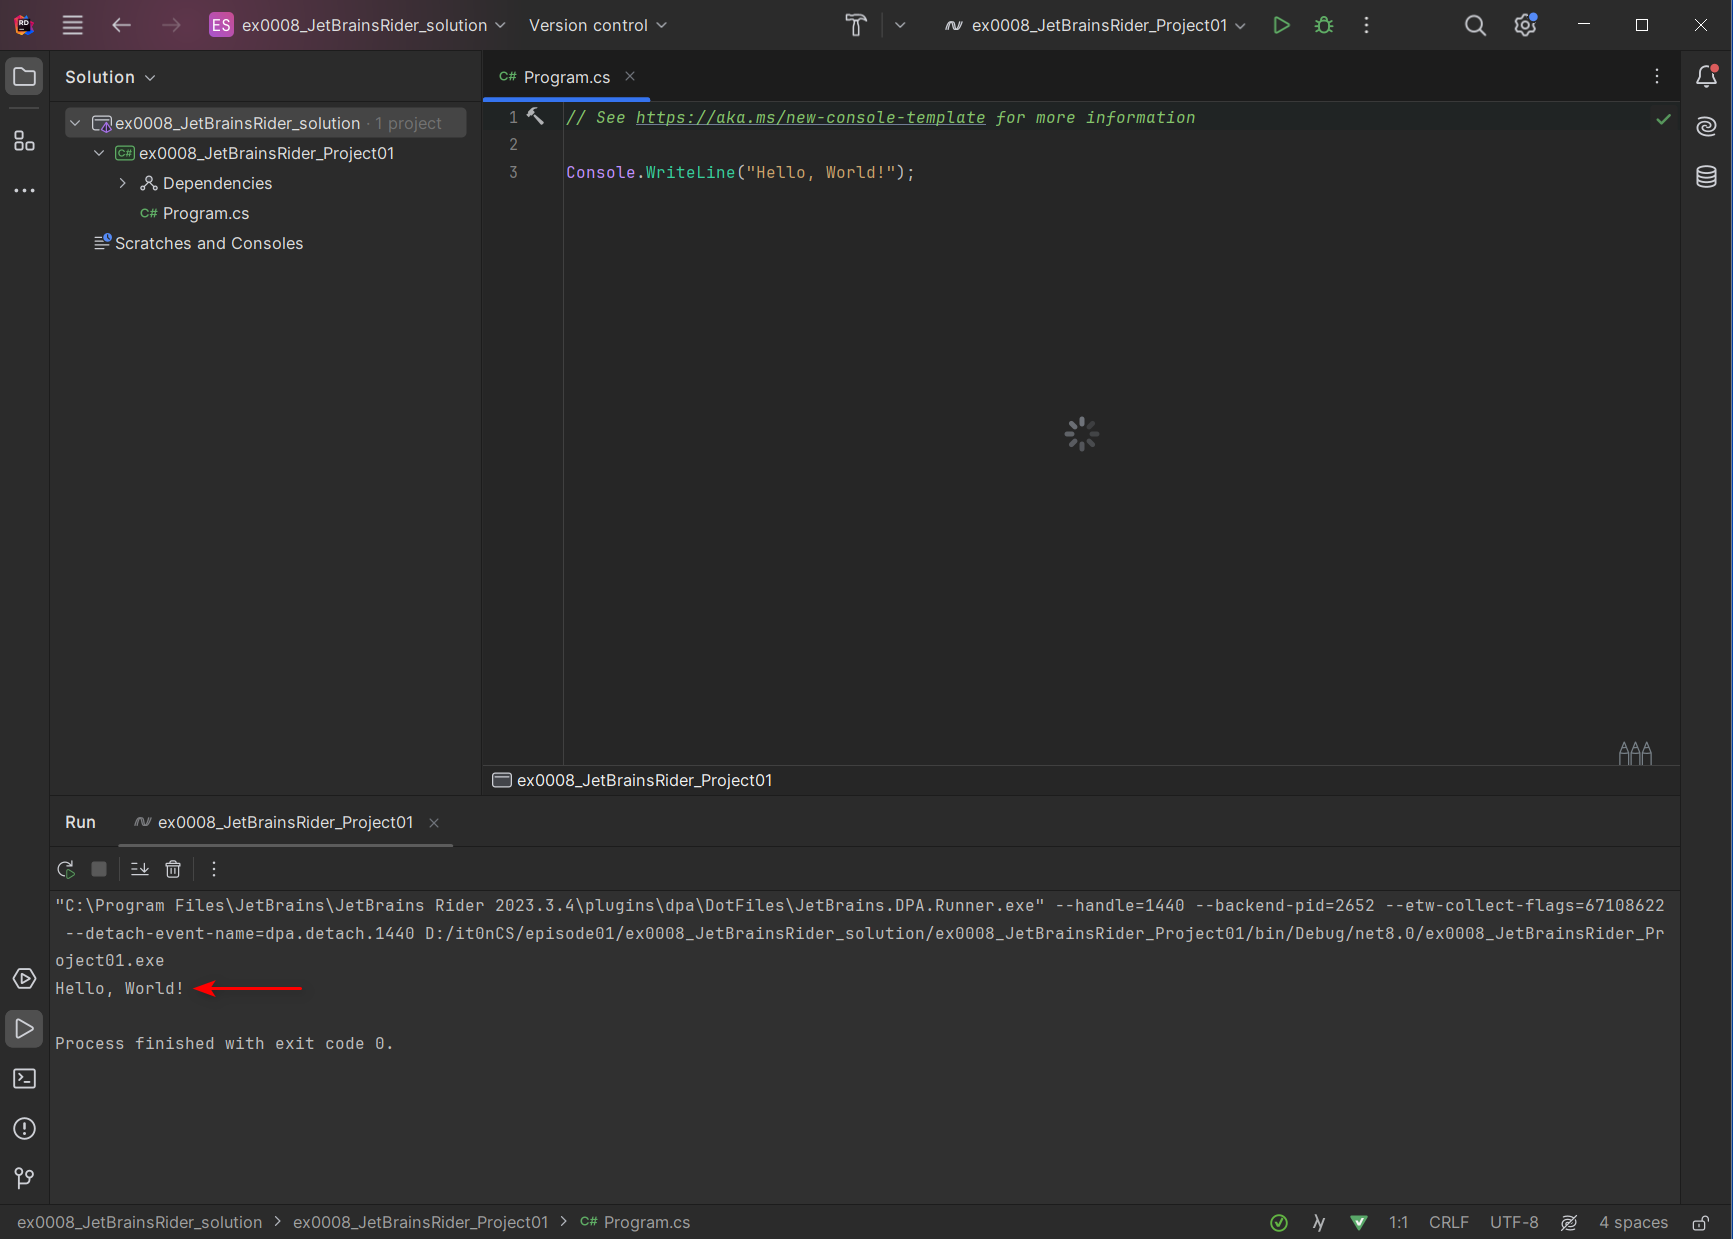 ES ex0008_JetBrainsRider_solution Version control ex0008_JetBrainsRider_Project01
Solution
ex0008_JetBrainsRider_solution · 1 project
C# ex0008_JetBrainsRider_Project01
Dependencies
C# Program.cs
Scratches and Consoles
C# Program.cs
1 // See https://aka.ms/new-console-template for more information
2
3 Console.WriteLine("Hello, World!");
ex0008_JetBrainsRider_Project01
Run ex0008_JetBrainsRider_Project01
"C:\Program Files\JetBrains\JetBrains Rider 2023.3.4\plugins\dpa\DotFiles\JetBrains.DPA.Runner.exe" --handle=1440 --backend-pid=2652 --etw-collect-flags=67108622
--detach-event-name=dpa.detach.1440 D:/it0nCS/episode01/ex0008_JetBrainsRider_solution/ex0008_JetBrainsRider_Project01/bin/Debug/net8.0/ex0008_JetBrainsRider_Pr
oject01.exe
Hello, World!
Process finished with exit code 0.
ex0008_JetBrainsRider_solution > ex0008_JetBrainsRider_Project01 > C# Program.cs 1:1 CRLF UTF-8 4 spaces